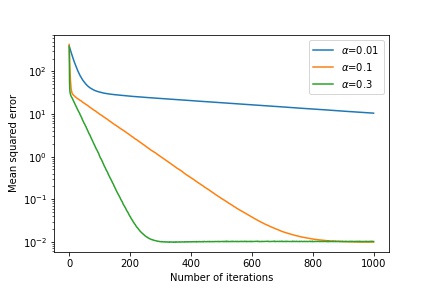 α=0.01
α=0.1
α=0.3
Mean squared error
10²
10¹
10⁰
10⁻¹
10⁻²
0 200 400 600 800 1000
Number of iterations